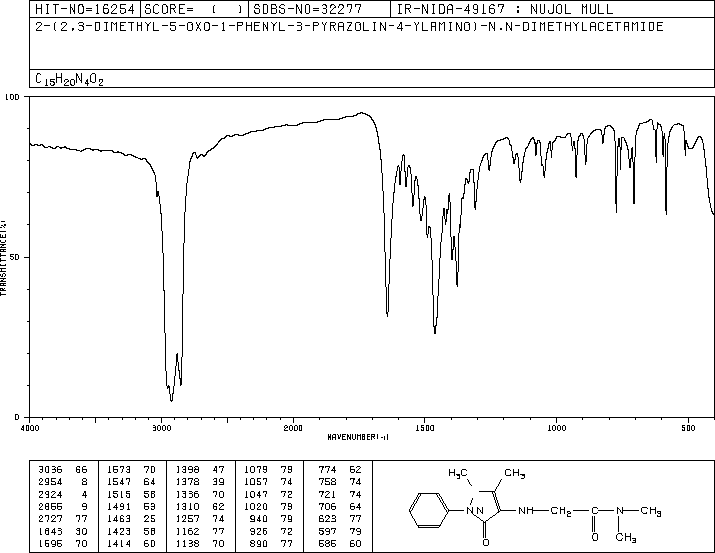 HIT-NO=16254 SCORE= ( ) SDBS-NO=32277 IR-NIDA-49167 : NUJOL MULL
2-(2,3-DIMETHYL-5-OXO-1-PHENYL-3-PYRAZOLIN-4-YLAMINO)-N.N-DIMETHYLACETAMIDE
C15H20N4O2
100
50
0
TRANSMITTANCE(%)
4000 3000 2000 1500 1000 500
WAVENUMBER(-1)
3036 66 1573 70 1398 47 1079 79 774 62
2954 8 1547 64 1378 39 1057 74 758 74
2924 4 1515 58 1336 70 1047 72 721 74
2855 9 1491 53 1310 62 1020 79 706 64
2727 77 1463 25 1257 74 940 79 623 77
1643 30 1423 58 1162 77 926 72 597 79
1595 70 1414 60 1138 70 890 77 585 60
H3C CH3
N N NH CH2 C N CH3
O O CH3